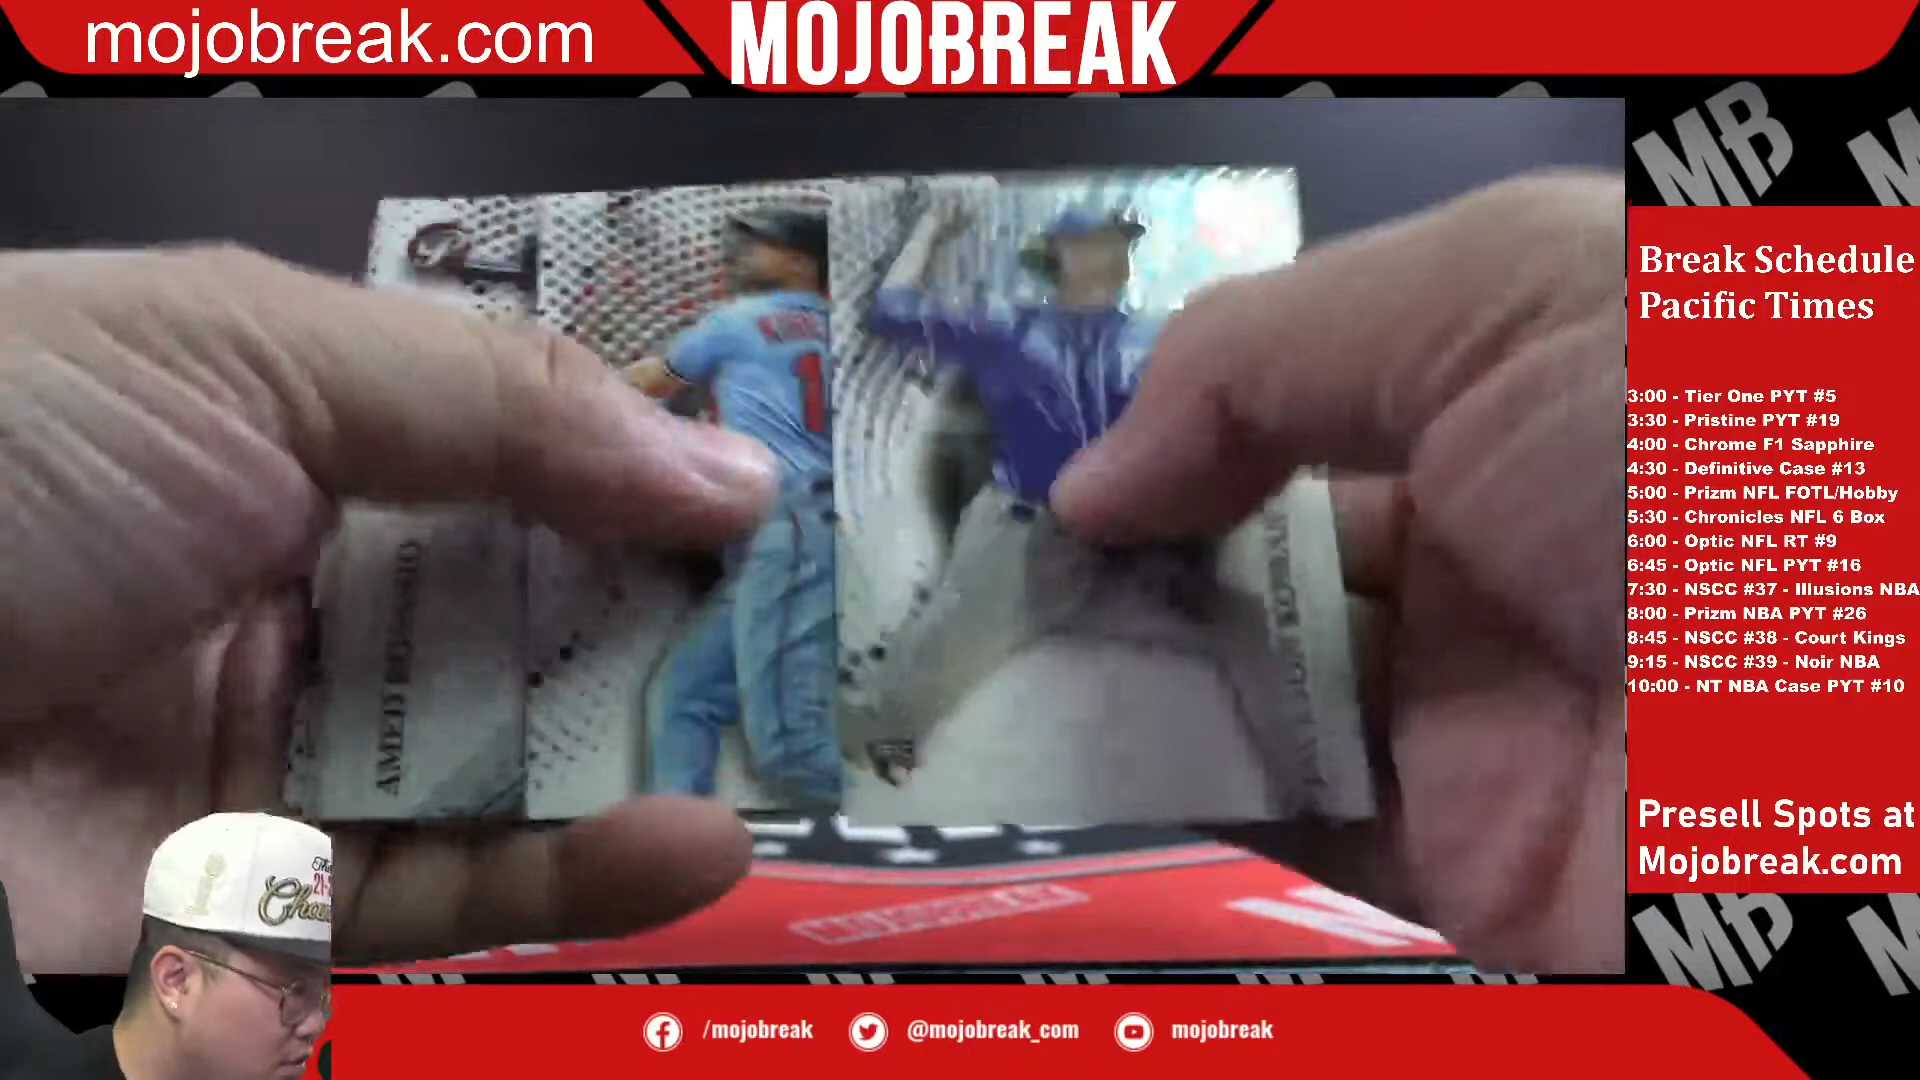 mojobreak.com
MOJOBREAK
Break Schedule
Pacific Times
3:00 - Tier One PYT #5
3:30 - Pristine PYT #19
4:00 - Chrome F1 Sapphire
4:30 - Definitive Case #13
5:00 - Prizm NFL FOTL/Hobby
5:30 - Chronicles NFL 6 Box
6:00 - Optic NFL RT #9
6:45 - Optic NFL PYT #16
7:30 - NSCC #37 - Illusions NBA
8:00 - Prizm NBA PYT #26
8:45 - NSCC #38 - Court Kings
9:15 - NSCC #39 - Noir NBA
10:00 - NT NBA Case PYT #10
Presell Spots at
Mojobreak.com
MB
MB
AMED ROSARIO
/mojobreak
@mojobreak_com
mojobreak